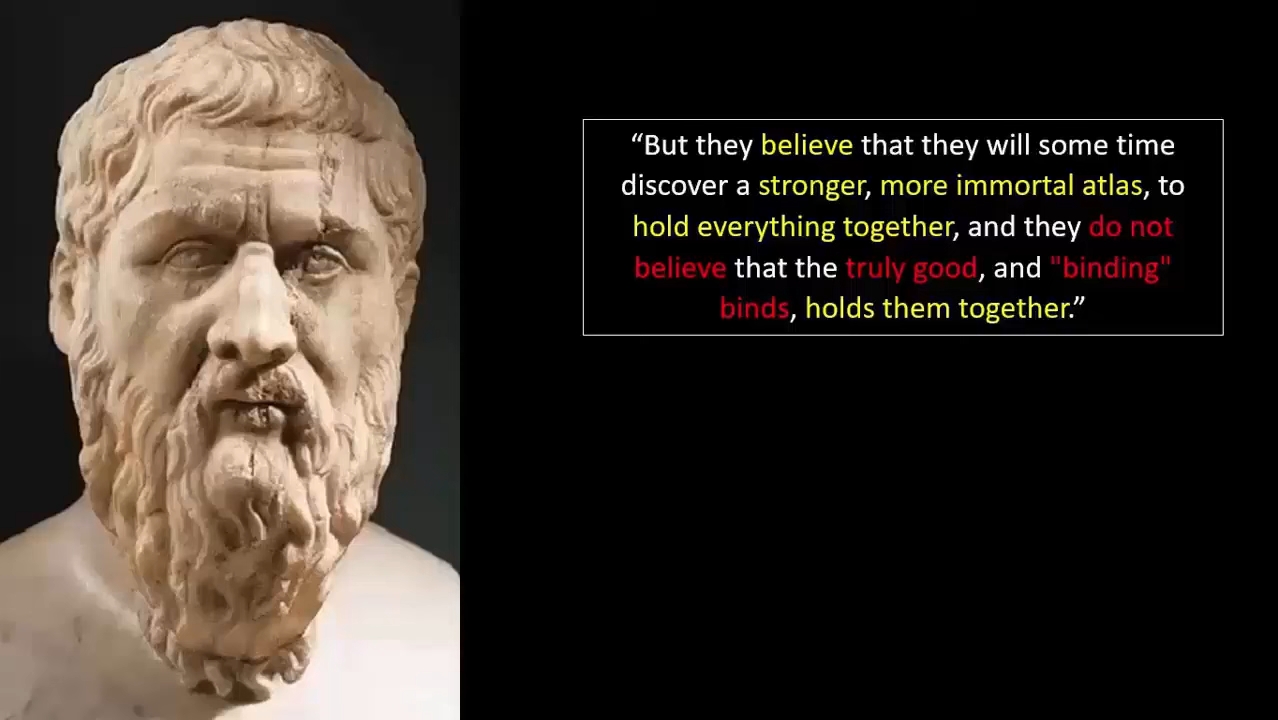 “But they believe that they will some time
discover a stronger, more immortal atlas, to
hold everything together, and they do not
believe that the truly good, and "binding"
binds, holds them together.”